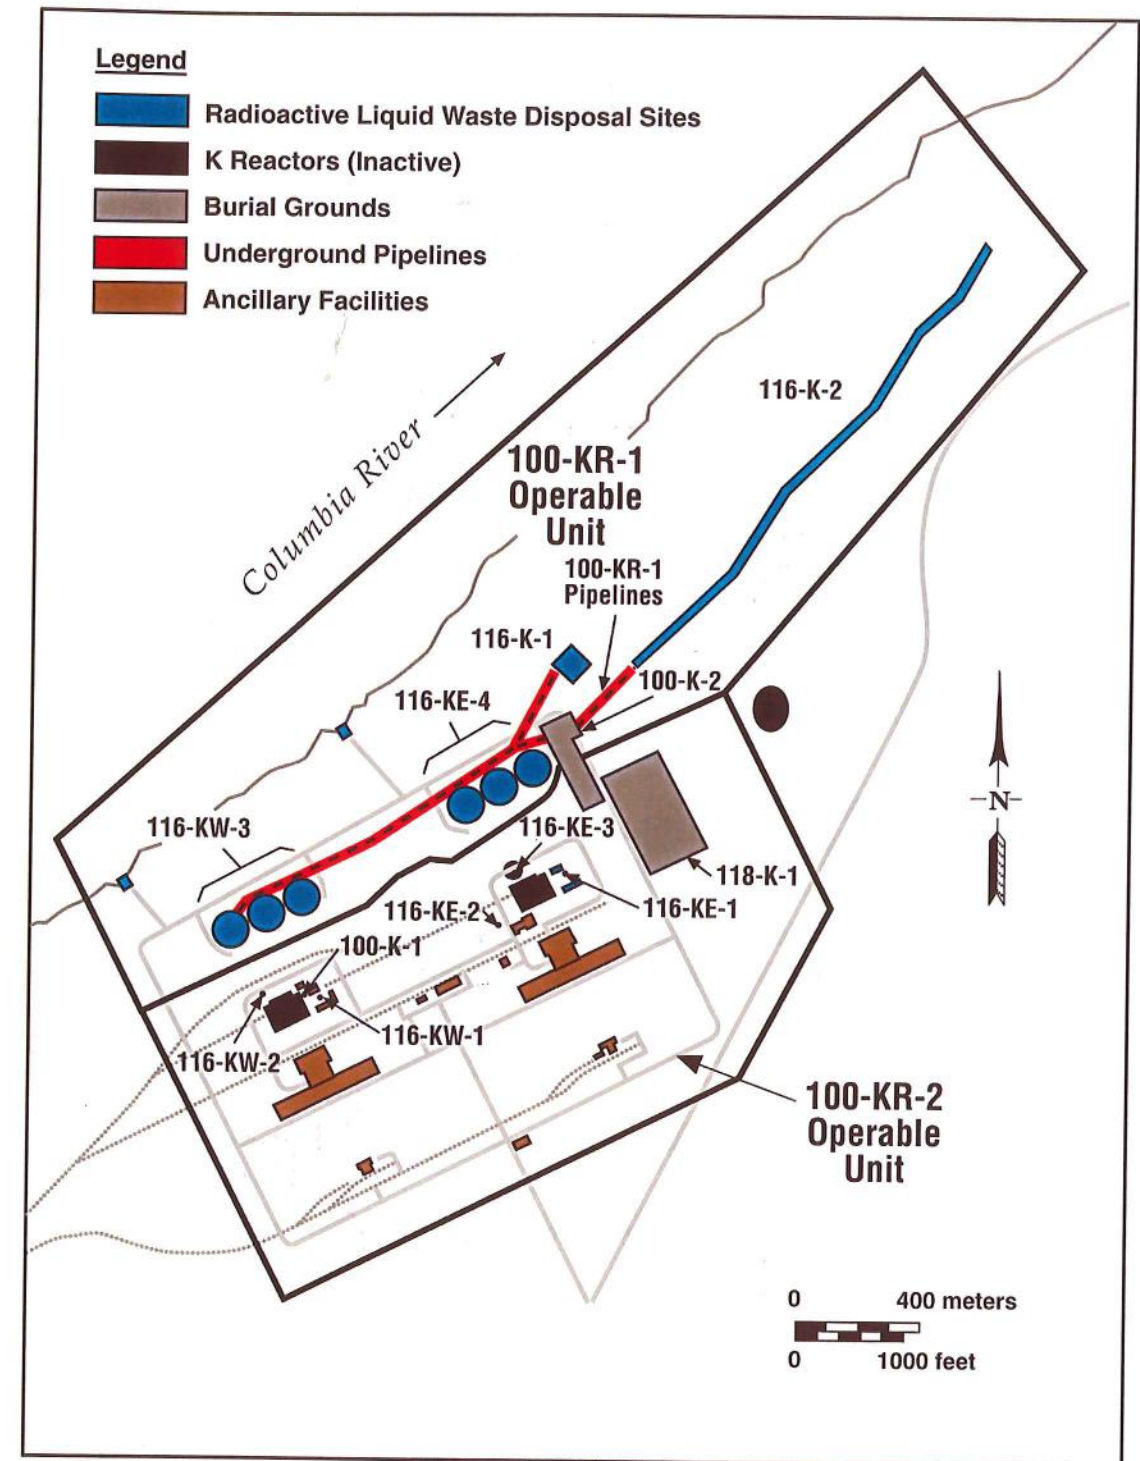 Legend
Radioactive Liquid Waste Disposal Sites
K Reactors (Inactive)
Burial Grounds
Underground Pipelines
Ancillary Facilities
Columbia River
116-K-2
100-KR-1
Operable
Unit
100-KR-1
Pipelines
116-K-1
100-K-2
116-KE-4
116-KW-3
116-KE-3
118-K-1
116-KE-2
116-KE-1
100-K-1
116-KW-1
116-KW-2
N
100-KR-2
Operable
Unit
0 400 meters
0 1000 feet